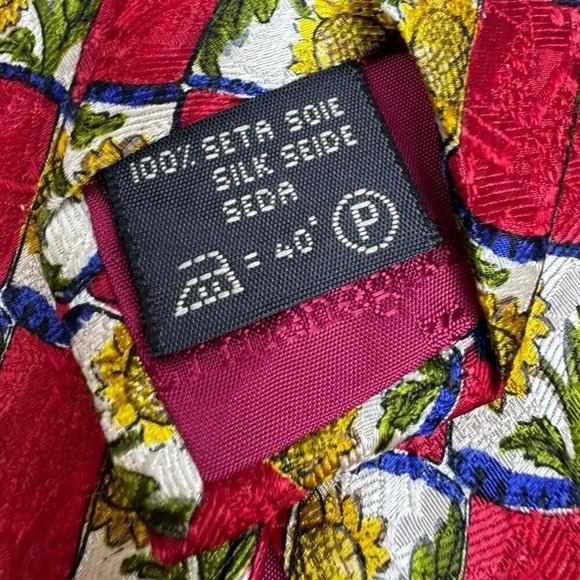 100% SETA SOIE
SILK SEIDE
SEDA
= 40° P